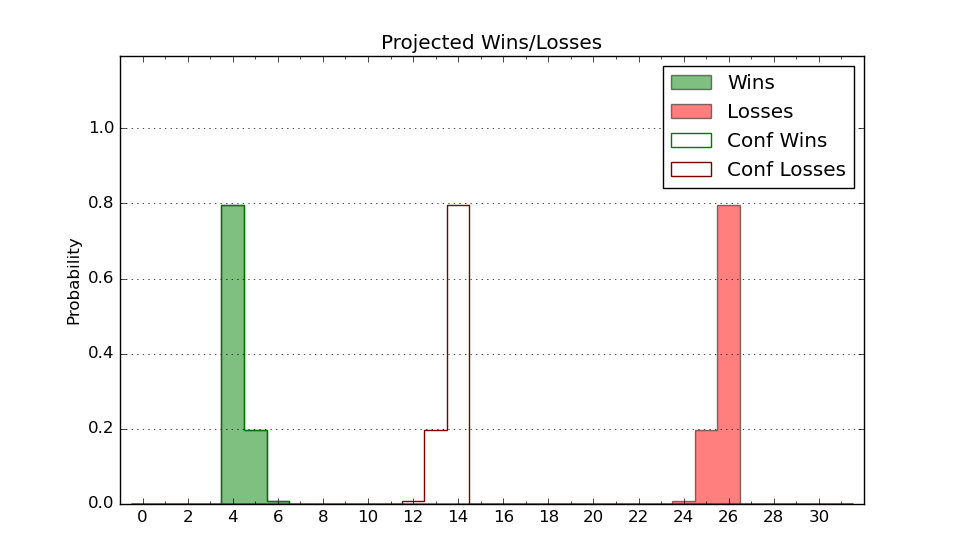 Projected Wins/Losses
Wins
Losses
Conf Wins
Conf Losses
Probability
1.0
0.8
0.6
0.4
0.2
0.0
0 2 4 6 8 10 12 14 16 18 20 22 24 26 28 30